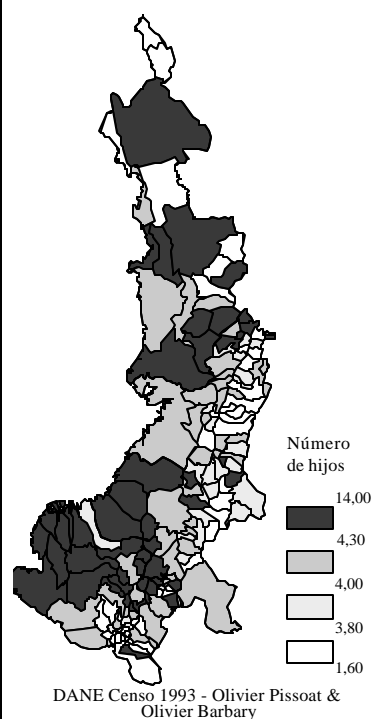 Número
de hijos
14,00
4,30
4,00
3,80
1,60
DANE Censo 1993 - Olivier Pissoat &
Olivier Barbary